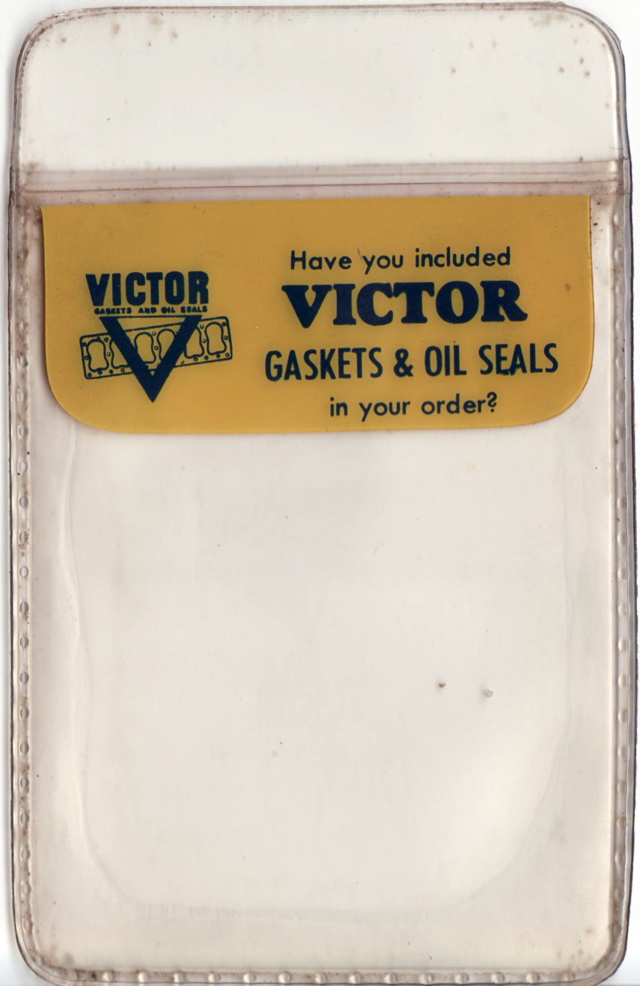 VICTOR
GASKETS AND OIL SEALS
Have you included
VICTOR
GASKETS & OIL SEALS
in your order?